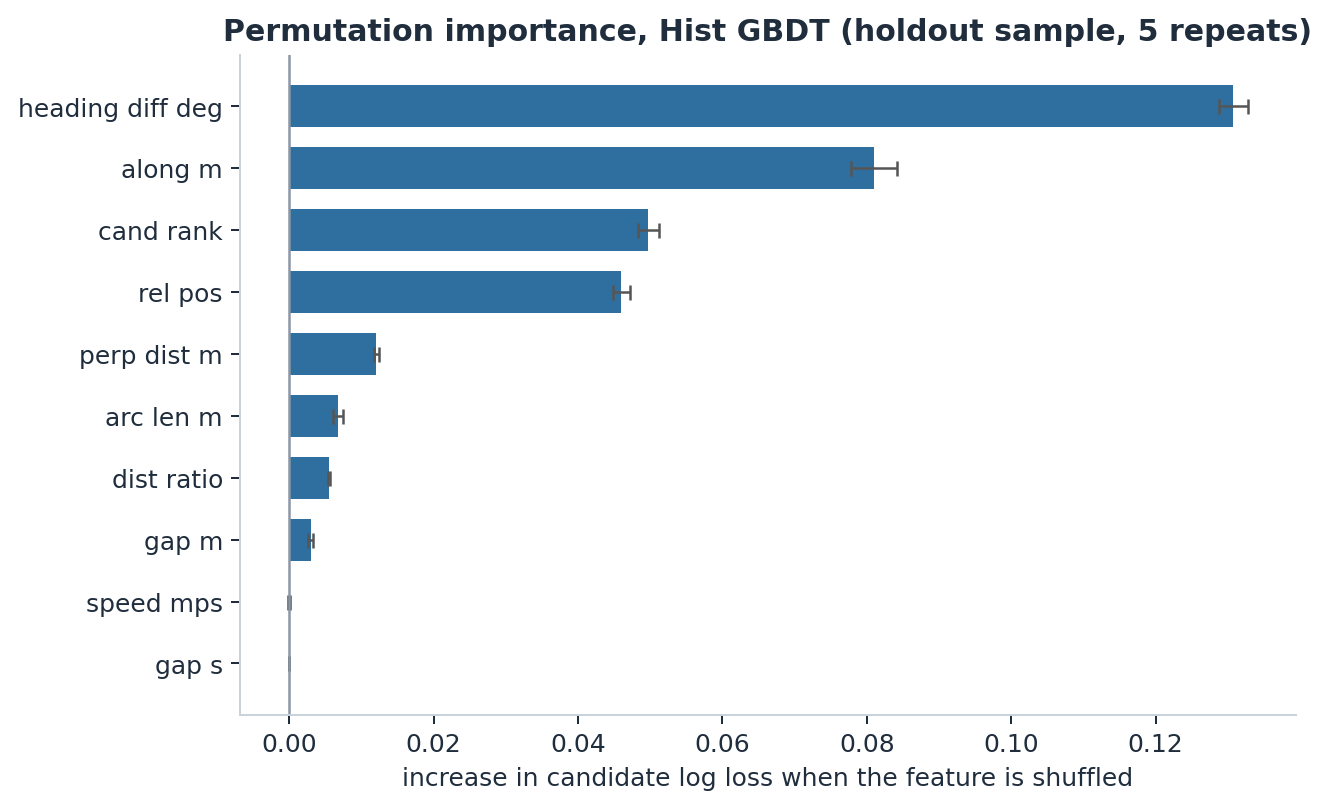 Permutation importance, Hist GBDT (holdout sample, 5 repeats)
heading diff deg
along m
cand rank
rel pos
perp dist m
arc len m
dist ratio
gap m
speed mps
gap s
0.00 0.02 0.04 0.06 0.08 0.10 0.12
increase in candidate log loss when the feature is shuffled